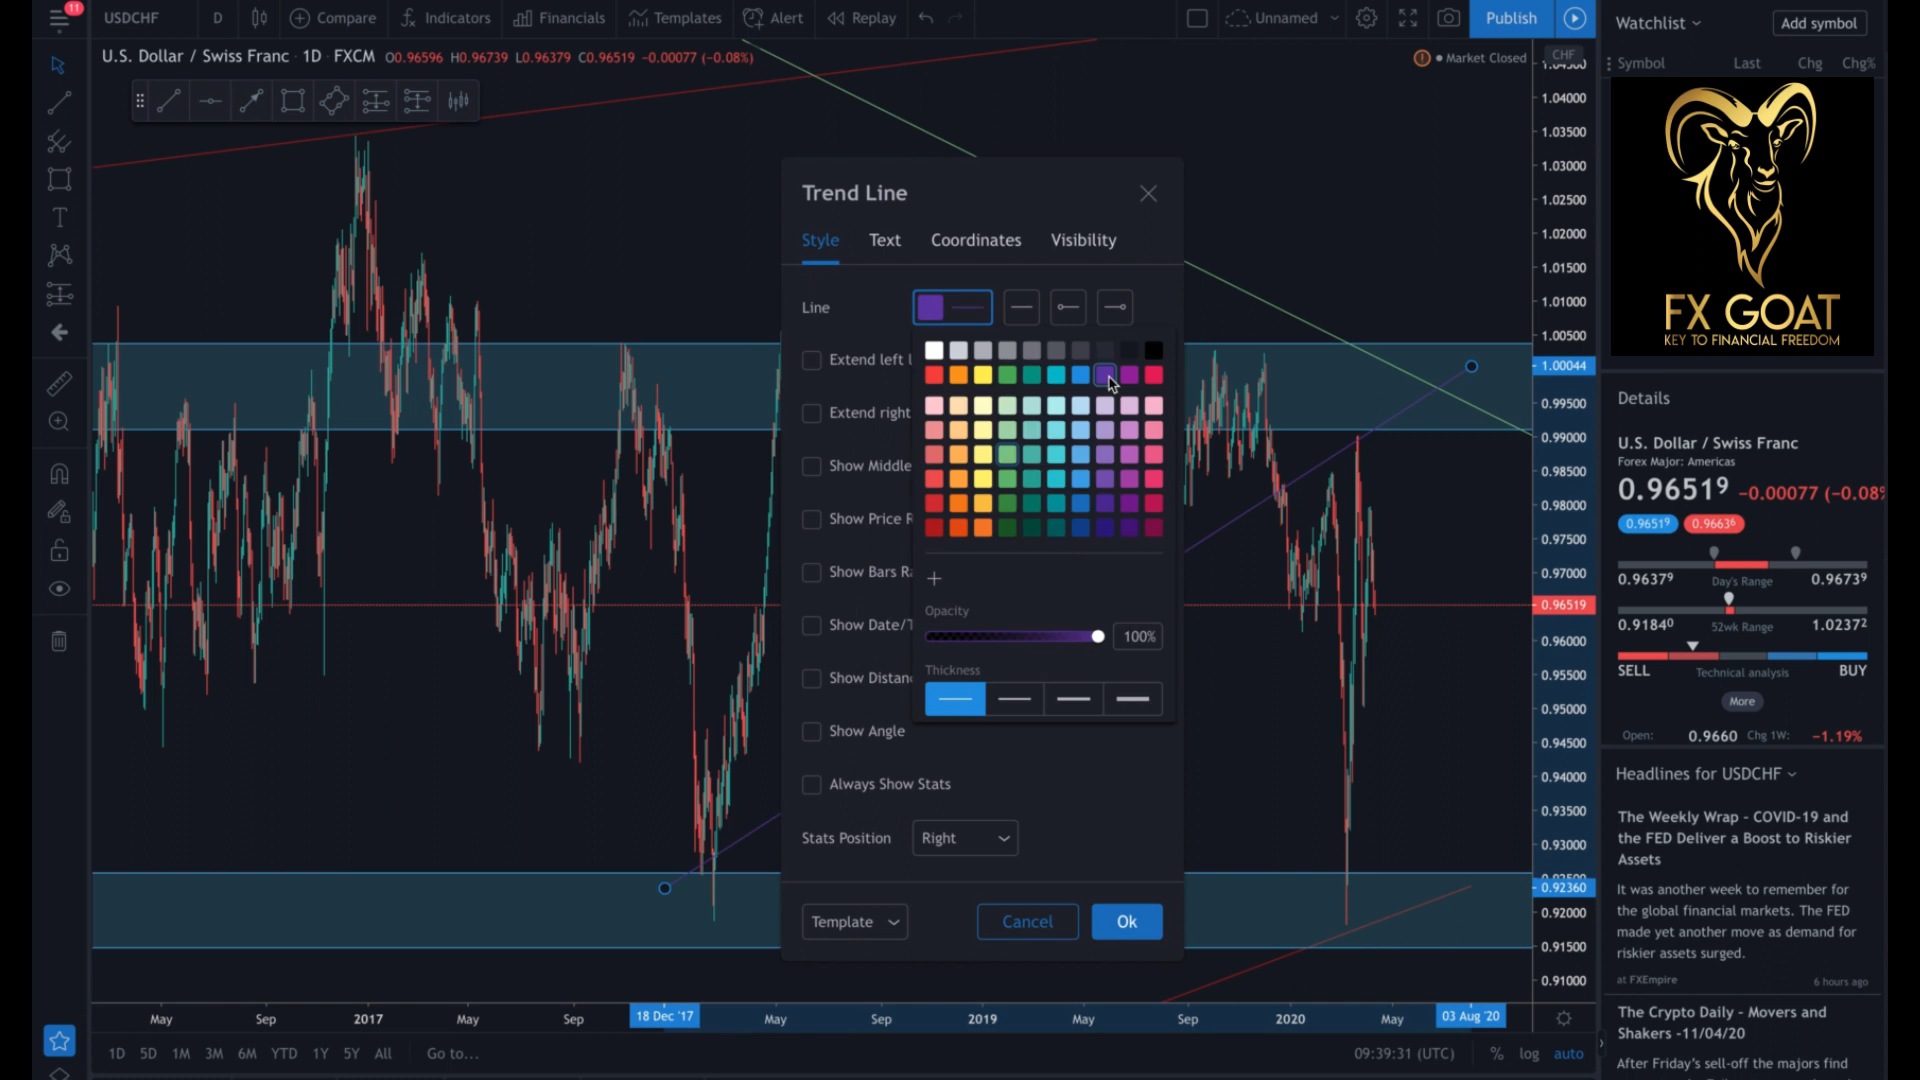 11
USDCHF
D
Compare
Indicators
Financials
Templates
Alert
Replay
Unnamed
Publish
Watchlist
Add symbol
U.S. Dollar / Swiss Franc · 1D · FXCM O0.96596 H0.96739 L0.96379 C0.96519 −0.00077 (−0.08%)
Market Closed
CHF
Symbol Last Chg Chg%
1.04000
1.03500
1.03000
1.02500
1.02000
1.01500
1.01000
1.00500
1.00044
0.99500
0.99000
0.98500
0.98000
0.97500
0.97000
0.96519
0.96000
0.95500
0.95000
0.94500
0.94000
0.93500
0.93000
0.92360
0.92000
0.91500
0.91000
Trend Line
Style Text Coordinates Visibility
Line
Extend left l
Extend right
Show Middle
Show Price R
Show Bars Ra
Show Date/T
Show Distanc
Show Angle
Always Show Stats
Stats Position Right
Opacity
100%
Thickness
Template
Cancel
Ok
FX GOAT
KEY TO FINANCIAL FREEDOM
Details
U.S. Dollar / Swiss Franc
Forex Major: Americas
0.96519 −0.00077 (−0.08%
0.96519 0.96636
0.96379 Day's Range 0.96739
0.91840 52wk Range 1.02372
SELL Technical analysis BUY
More
Open: 0.9660 Chg 1W: −1.19%
Headlines for USDCHF
The Weekly Wrap - COVID-19 and
the FED Deliver a Boost to Riskier
Assets
It was another week to remember for
the global financial markets. The FED
made yet another move as demand for
riskier assets surged.
at FXEmpire 6 hours ago
The Crypto Daily - Movers and
Shakers -11/04/20
After Friday's sell-off the majors find
May Sep 2017 May Sep 18 Dec '17 May Sep 2019 May Sep 2020 May 03 Aug '20
1D 5D 1M 3M 6M YTD 1Y 5Y All Go to...
09:39:31 (UTC) % log auto